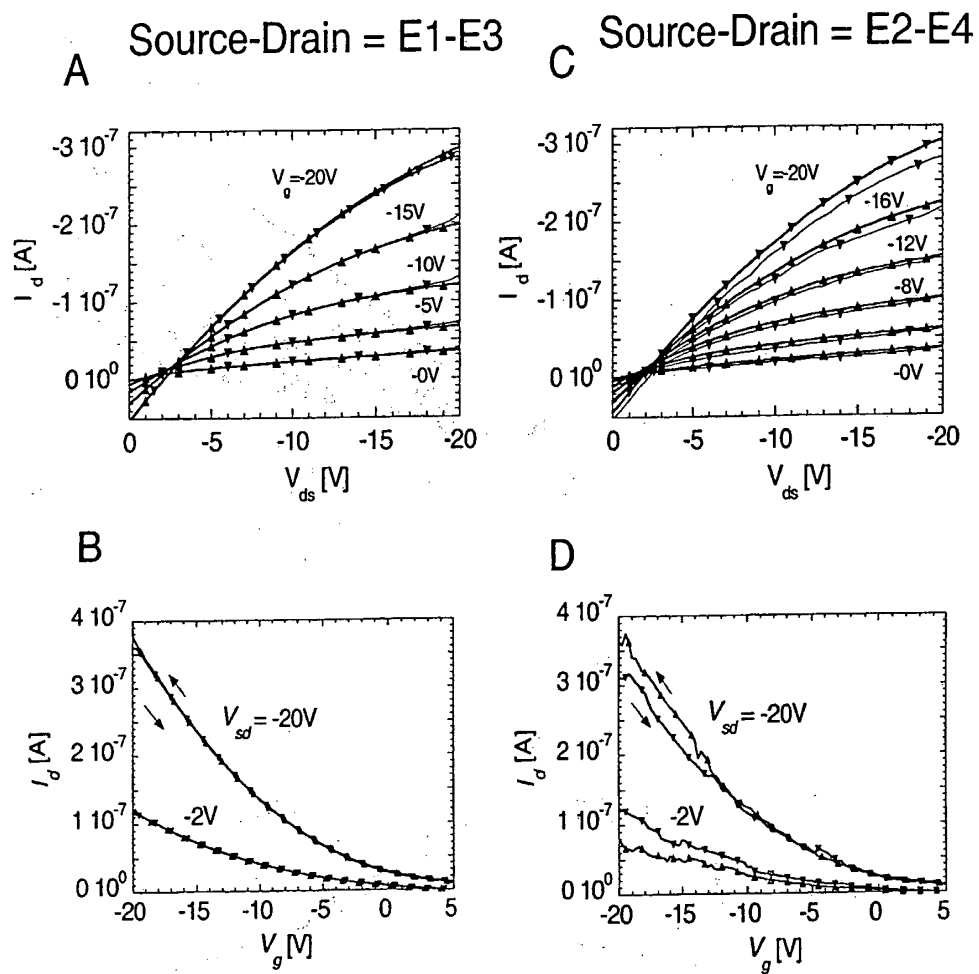 Source-Drain = E1-E3
Source-Drain = E2-E4
A
-3 10-7
-2 10-7
-1 10-7
0 100
I d [A]
Vg=-20V
-15V
-10V
-5V
-0V
0 -5 -10 -15 -20
Vds [V]
C
-3 10-7
-2 10-7
-1 10-7
0 100
I d [A]
Vg=-20V
-16V
-12V
-8V
-0V
0 -5 -10 -15 -20
Vds [V]
B
4 10-7
3 10-7
2 10-7
1 10-7
0 100
Id [A]
Vsd = -20V
-2V
-20 -15 -10 -5 0 5
Vg [V]
D
4 10-7
3 10-7
2 10-7
1 10-7
0 100
Id [A]
Vsd = -20V
-2V
-20 -15 -10 -5 0 5
Vg [V]